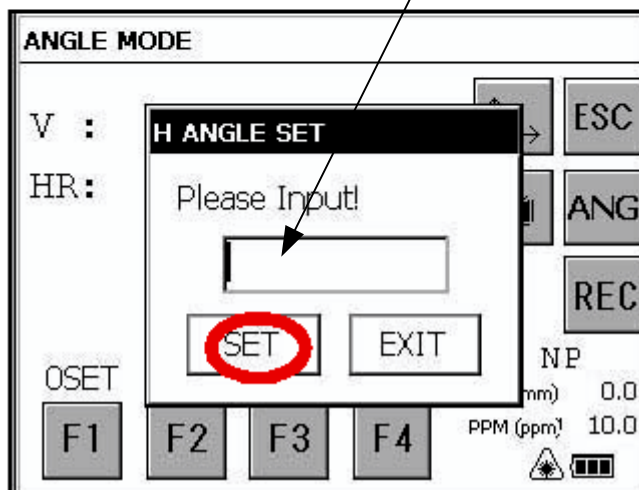 ANGLE MODE
V :
HR:
H ANGLE SET
Please Input!
SET
EXIT
ESC
ANG
REC
NP
mm) 0.0
PPM (ppm) 10.0
OSET
F1
F2
F3
F4